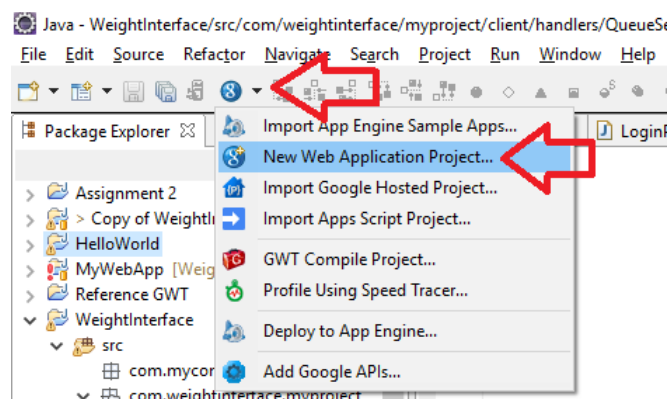 Java - WeightInterface/src/com/weightinterface/myproject/client/handlers/QueueSe
File Edit Source Refactor Navigate Search Project Run Window Help
Package Explorer
Import App Engine Sample Apps...
New Web Application Project...
Import Google Hosted Project...
Import Apps Script Project...
GWT Compile Project...
Profile Using Speed Tracer...
Deploy to App Engine...
Add Google APIs...
J LoginF
Assignment 2
> Copy of WeightI
HelloWorld
MyWebApp [Weig
Reference GWT
WeightInterface
src
com.mycor
com.weightinterface.myproject